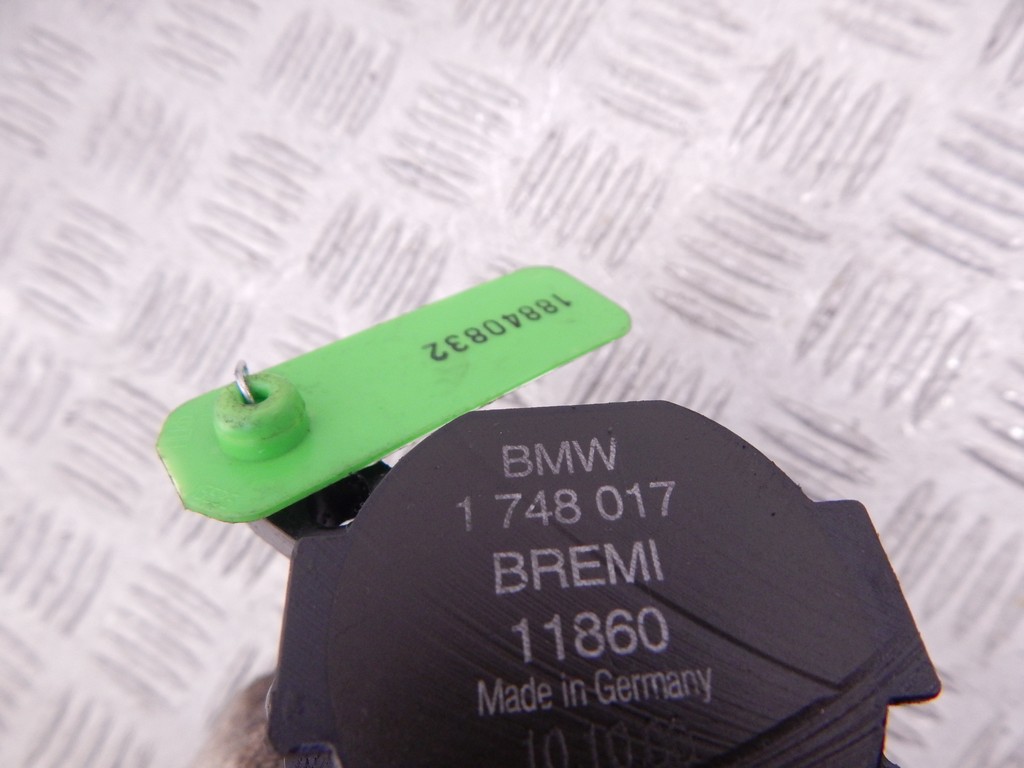 18840832
BMW
1 748 017
BREMI
11860
Made in Germany